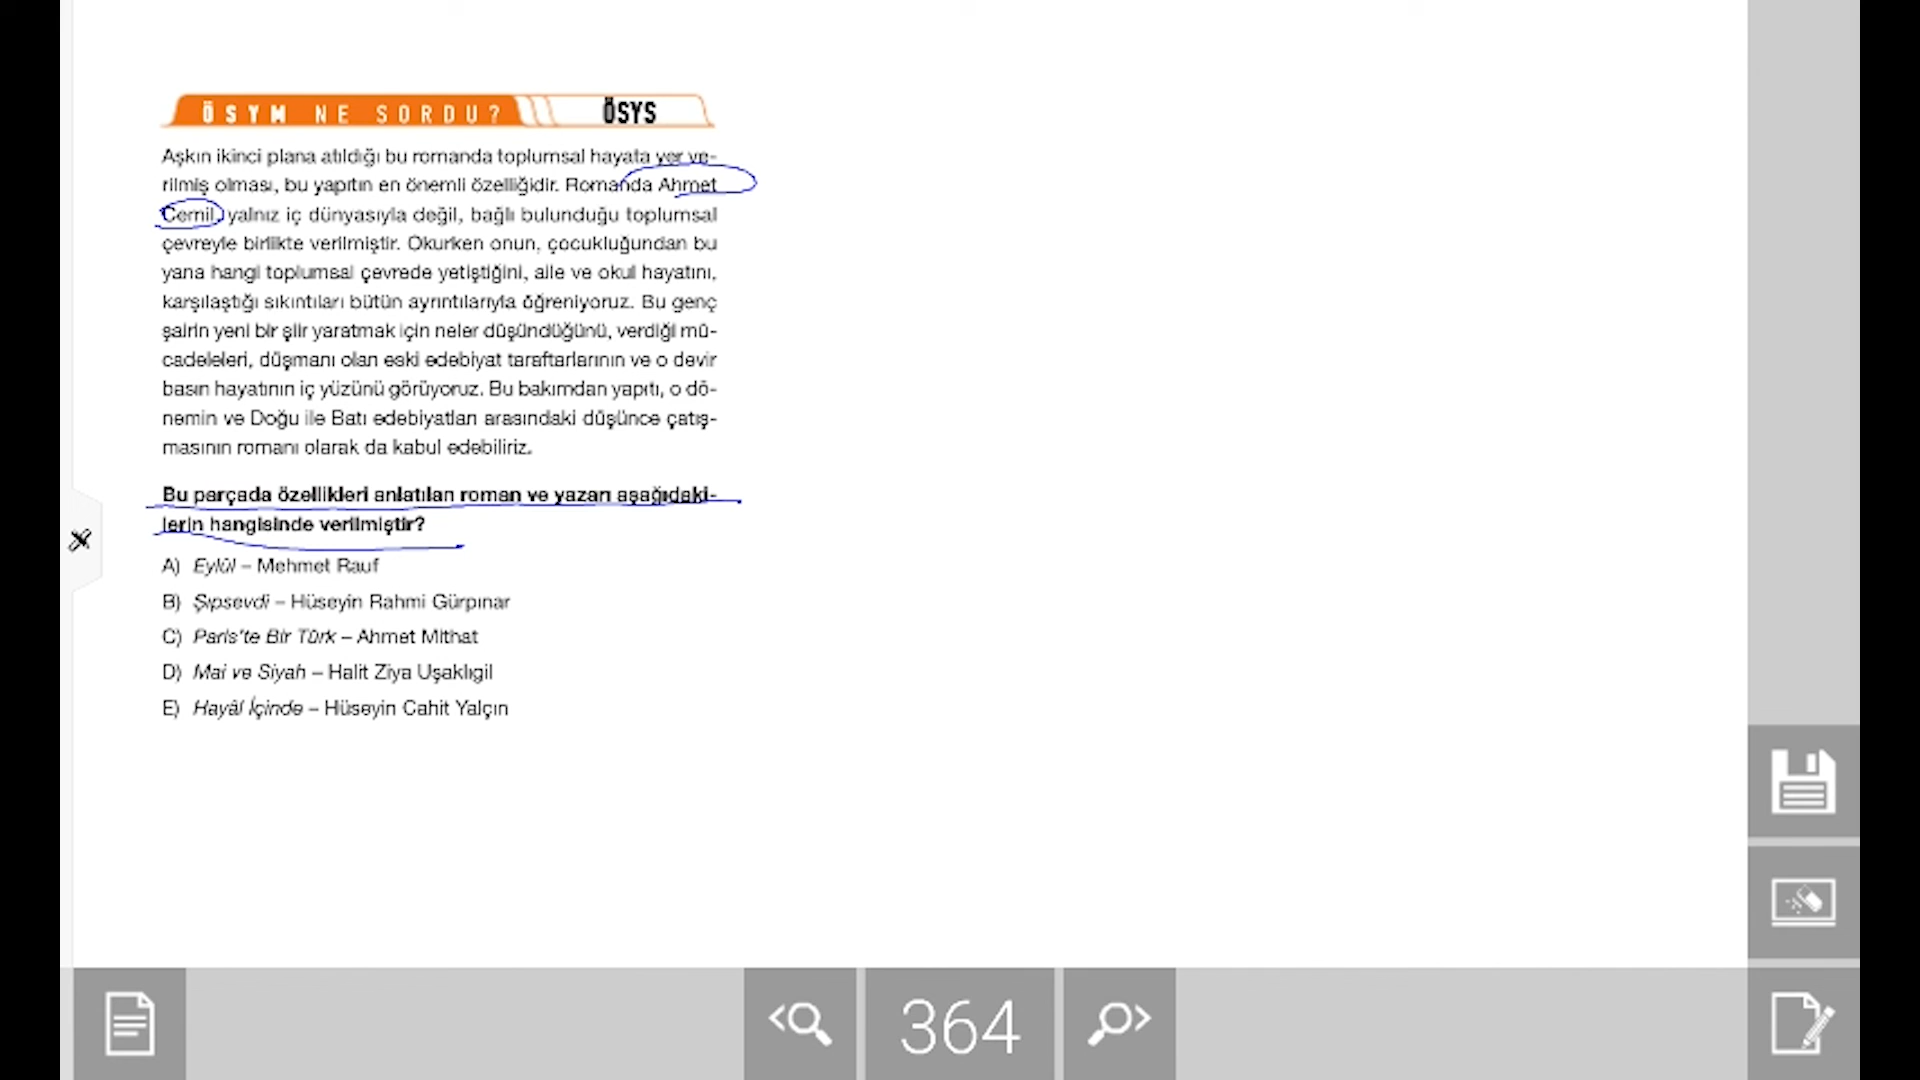 ÖSYM NE SORDU? ÖSYS
Aşkın ikinci plana atıldığı bu romanda toplumsal hayata yer ve-
rilmiş olması, bu yapıtın en önemli özelliğidir. Romanda Ahmet
Cemil, yalnız iç dünyasıyla değil, bağlı bulunduğu toplumsal
çevreyle birlikte verilmiştir. Okurken onun, çocukluğundan bu
yana hangi toplumsal çevrede yetiştiğini, aile ve okul hayatını,
karşılaştığı sıkıntıları bütün ayrıntılarıyla öğreniyoruz. Bu genç
şairin yeni bir şiir yaratmak için neler düşündüğünü, verdiği mü-
cadeleleri, düşmanı olan eski edebiyat taraftarlarının ve o devir
basın hayatının iç yüzünü görüyoruz. Bu bakımdan yapıtı, o dö-
nemin ve Doğu ile Batı edebiyatları arasındaki düşünce çatış-
masının romanı olarak da kabul edebiliriz.
Bu parçada özellikleri anlatılan roman ve yazarı aşağıdaki-
lerin hangisinde verilmiştir?
A) Eylül – Mehmet Rauf
B) Şıpsevdi – Hüseyin Rahmi Gürpınar
C) Paris'te Bir Türk – Ahmet Mithat
D) Mai ve Siyah – Halit Ziya Uşaklıgil
E) Hayâl İçinde – Hüseyin Cahit Yalçın
364